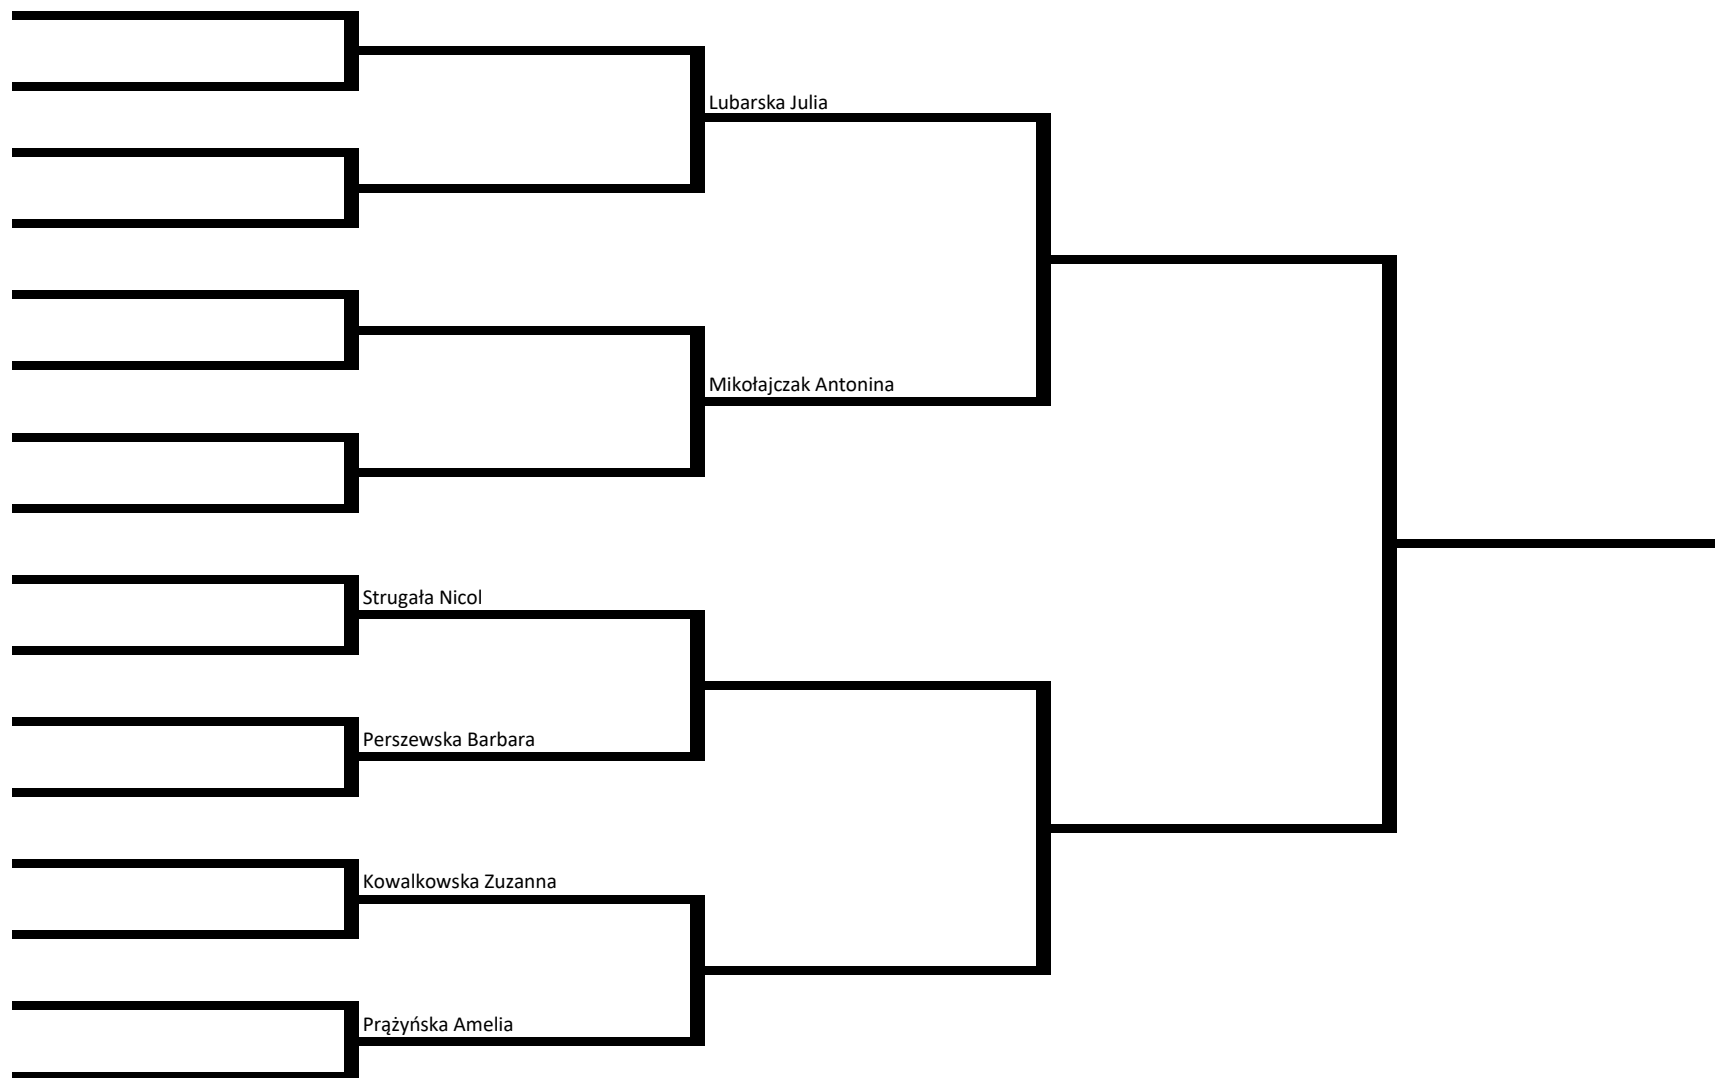 Lubarska Julia
Mikołajczak Antonina
Strugała Nicol
Perszewska Barbara
Kowalkowska Zuzanna
Prążyńska Amelia